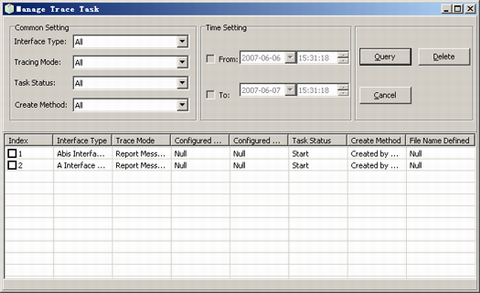 Manage Trace Task
Common Setting
Interface Type: All
Tracing Mode: All
Task Status: All
Create Method: All
Time Setting
From: 2007-06-06 15:31:18
To: 2007-06-07 15:31:18
Query Delete
Cancel
Index Interface Type Trace Mode Configured ... Configured ... Task Status Create Method File Name Defined
1 Abis Interfa... Report Mess... Null Null Start Created by ... Null
2 A Interface ... Report Mess... Null Null Start Created by ... Null